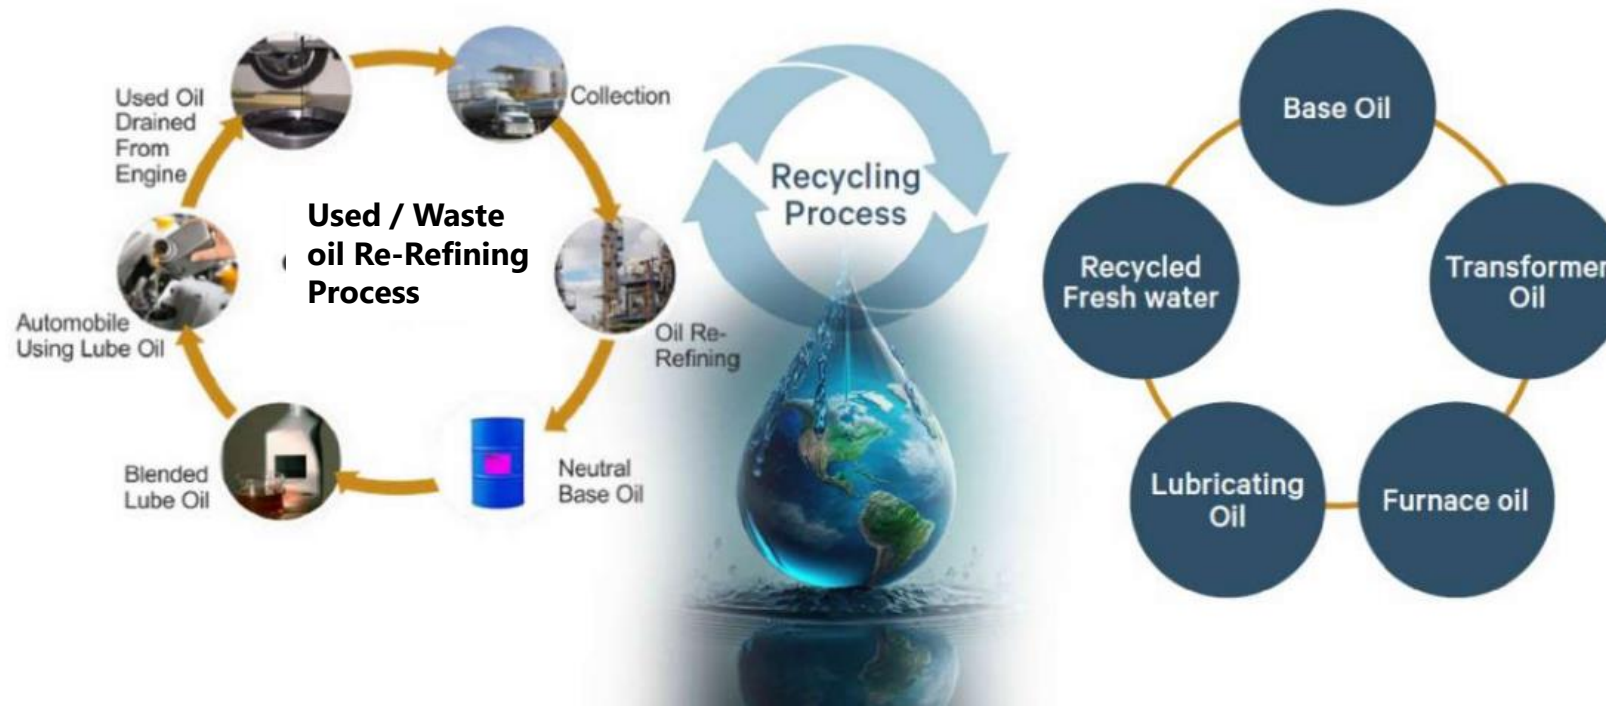 Used Oil
Drained
From
Engine
Collection
Used / Waste
oil Re-Refining
Process
Automobile
Using Lube Oil
Oil Re-
Refining
Blended
Lube Oil
Neutral
Base Oil
Recycling
Process
Base Oil
Recycled
Fresh water
Transformer
Oil
Lubricating
Oil
Furnace oil